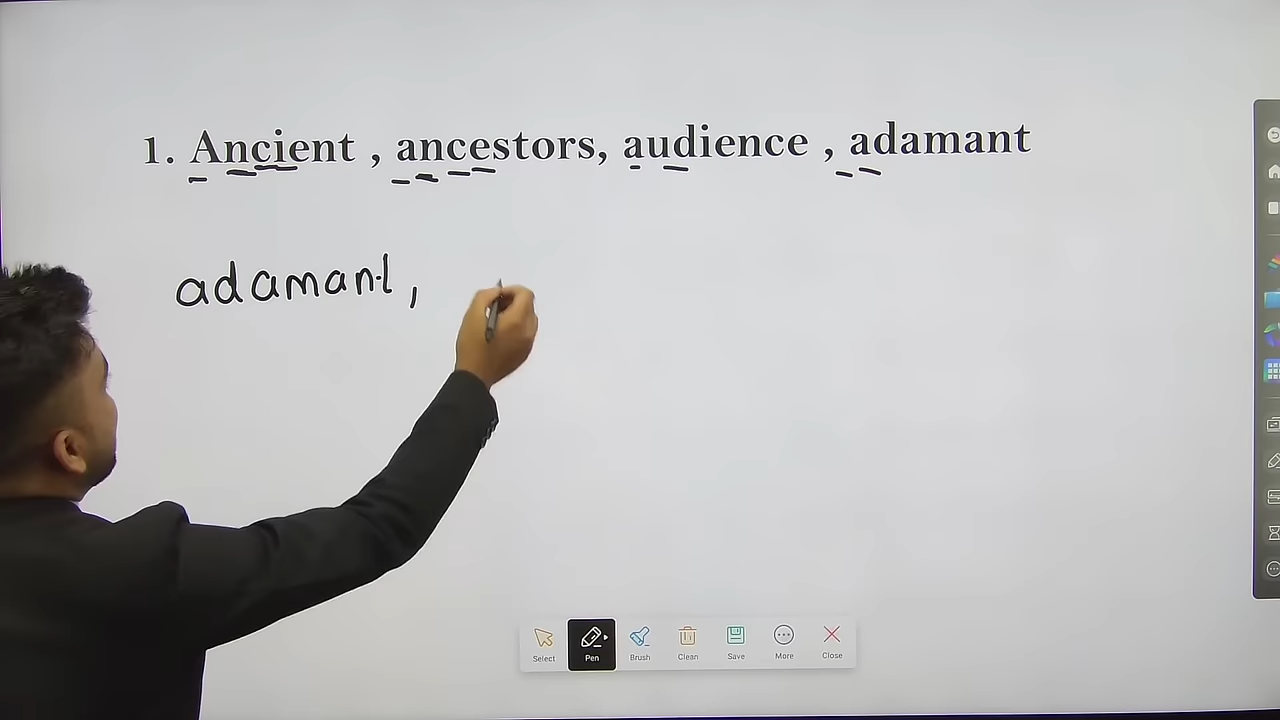 1. Ancient , ancestors, audience , adamant
adamant ,
Select Pen Brush Clean Save More Close